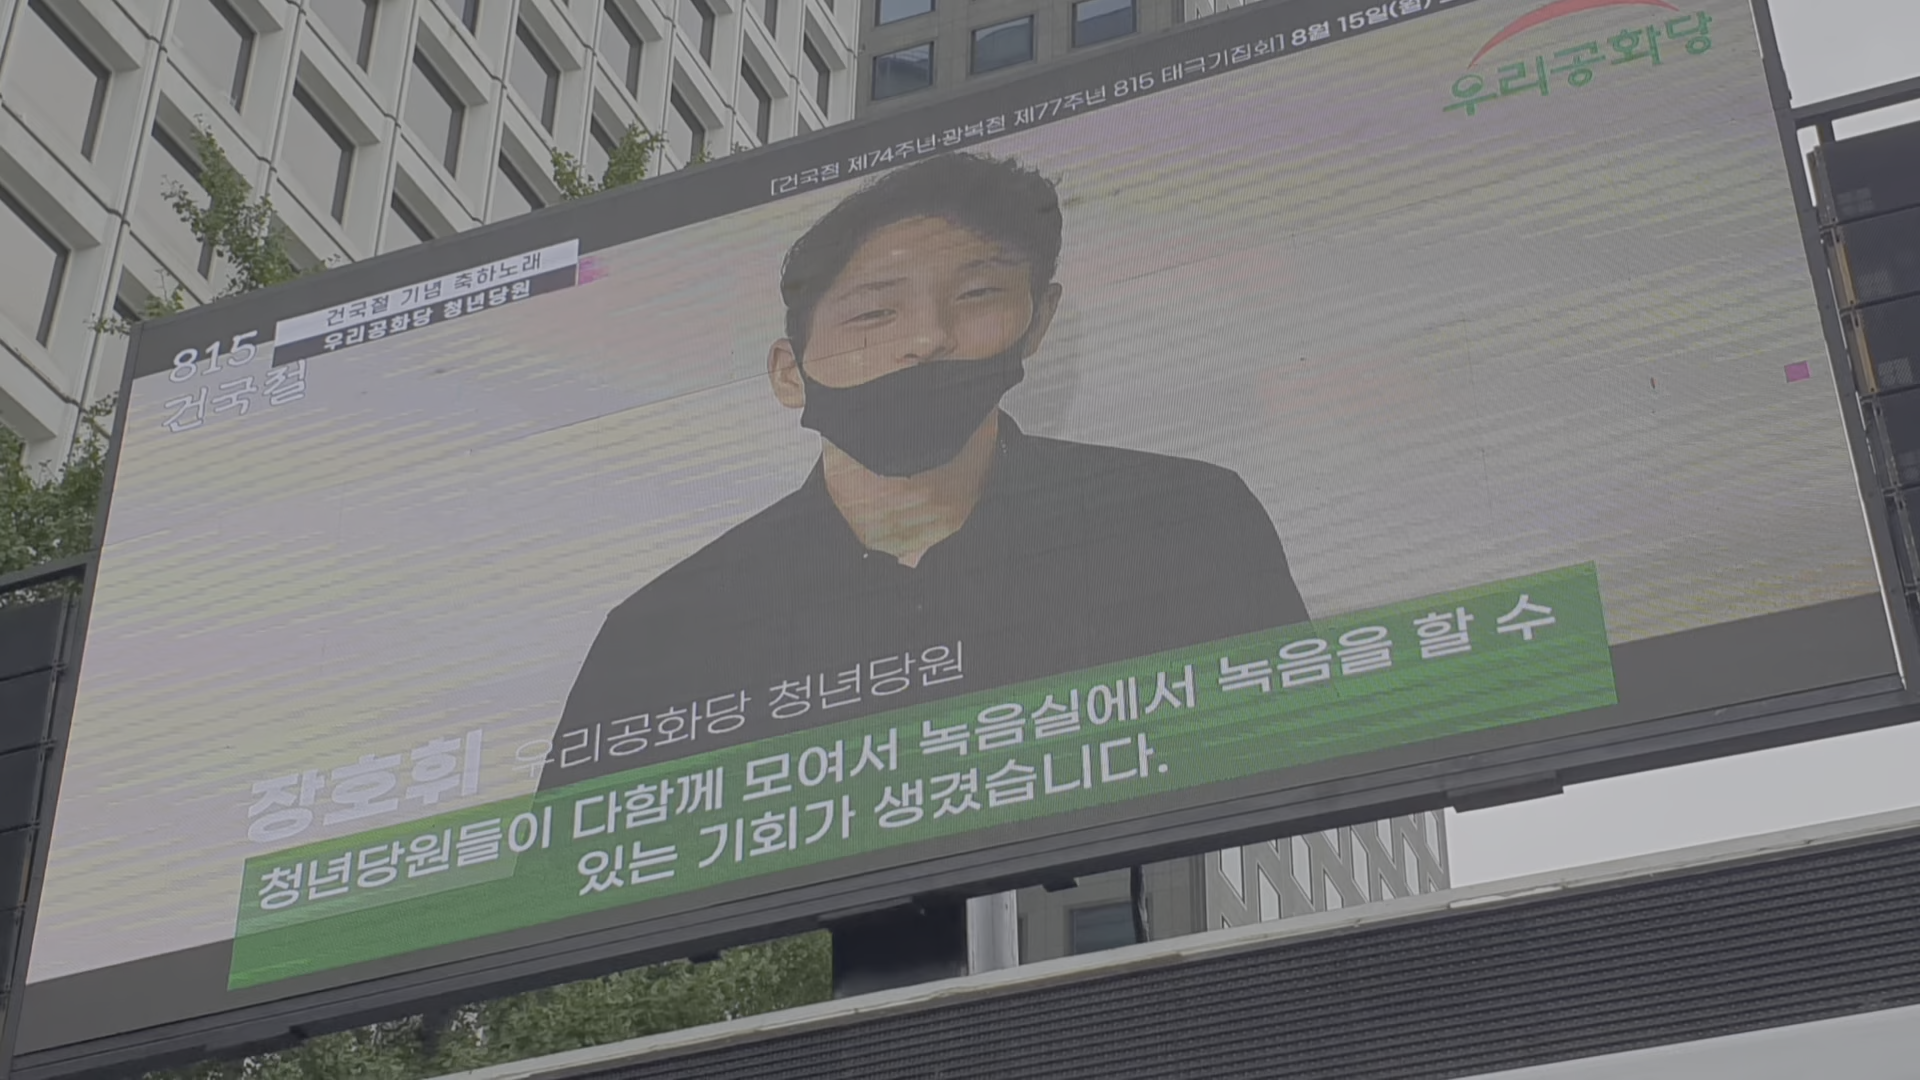 [건국절 제74주년·광복절 제77주년 815 태극기집회] 8월 15일(월)
우리공화당
건국절 기념 축하노래
우리공화당 청년당원
815
건국절
장호휘 우리공화당 청년당원
청년당원들이 다함께 모여서 녹음실에서 녹음을 할 수
있는 기회가 생겼습니다.